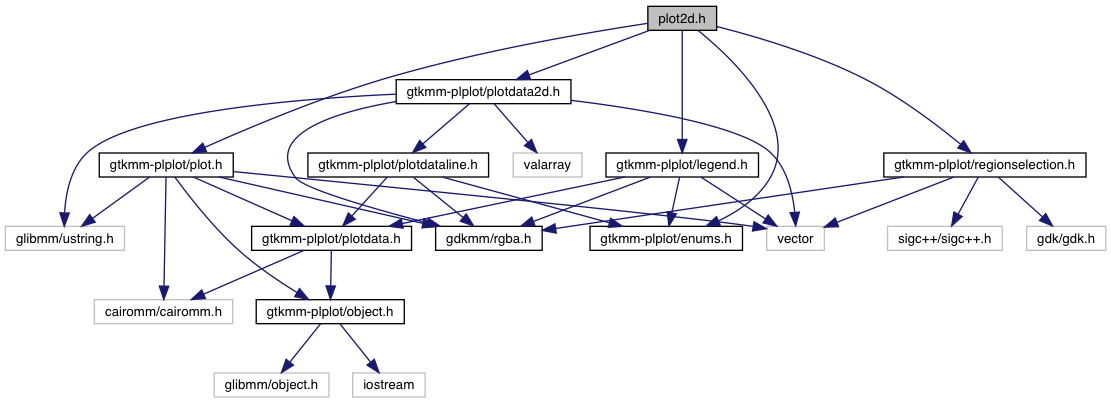 plot2d.h
gtkmm-plplot/plotdata2d.h
gtkmm-plplot/plot.h
gtkmm-plplot/plotdataline.h
valarray
gtkmm-plplot/legend.h
gtkmm-plplot/regionselection.h
glibmm/ustring.h
gtkmm-plplot/plotdata.h
gdkmm/rgba.h
gtkmm-plplot/enums.h
vector
sigc++/sigc++.h
gdk/gdk.h
cairomm/cairomm.h
gtkmm-plplot/object.h
glibmm/object.h
iostream